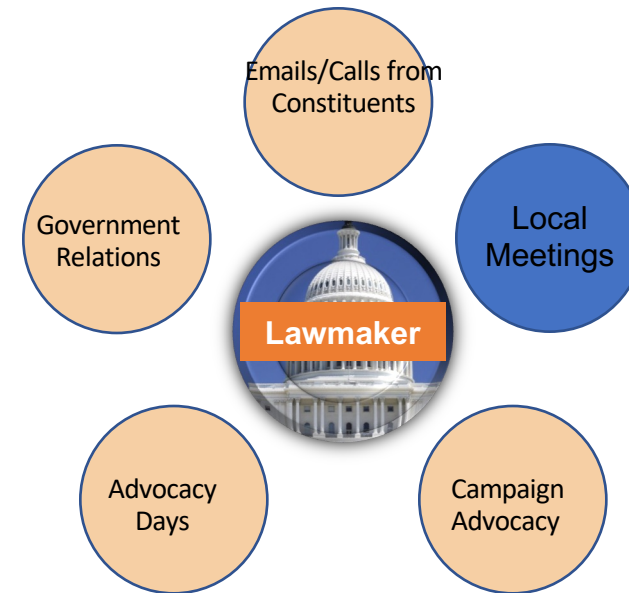 Emails/Calls from
Constituents
Local
Meetings
Government
Relations
Lawmaker
Advocacy
Days
Campaign
Advocacy